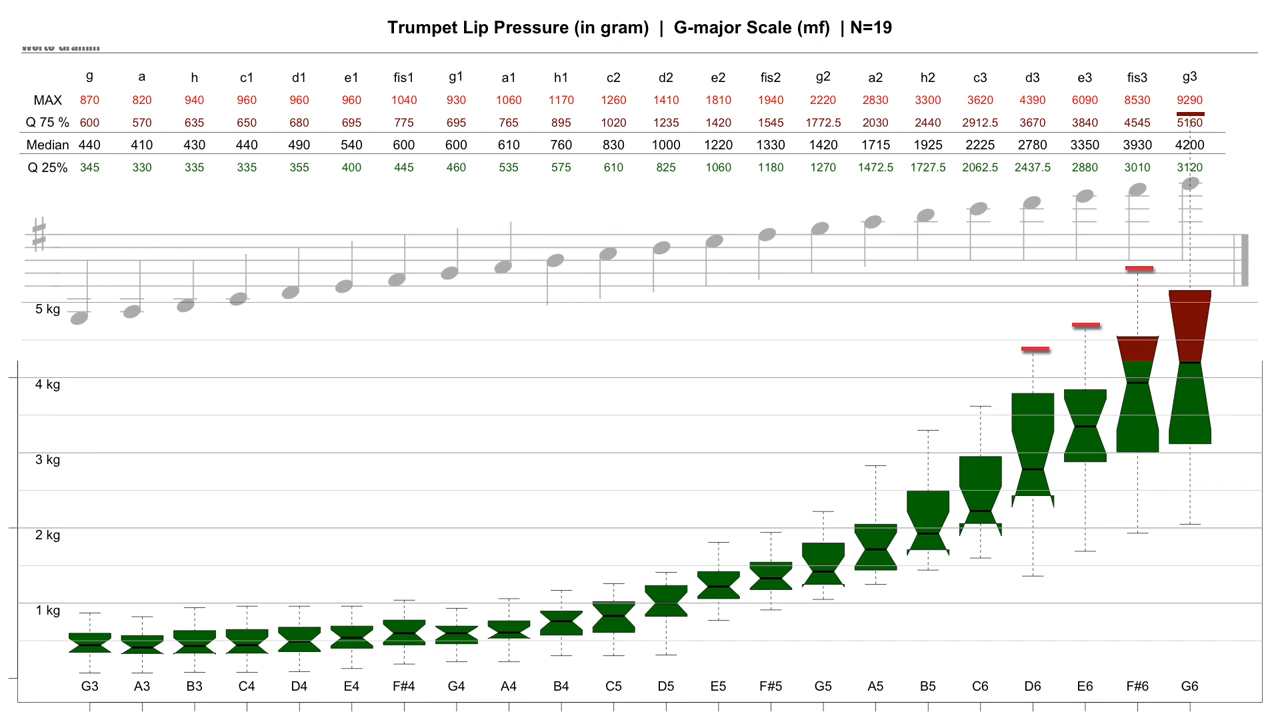 Trumpet Lip Pressure (in gram) | G-major Scale (mf) | N=19
g a h c1 d1 e1 fis1 g1 a1 h1 c2 d2 e2 fis2 g2 a2 h2 c3 d3 e3 fis3 g3
MAX 870 820 940 960 960 960 1040 930 1060 1170 1260 1410 1810 1940 2220 2830 3300 3620 4390 6090 8530 9290
Q 75 % 600 570 635 650 680 695 775 695 765 895 1020 1235 1420 1545 1772.5 2030 2440 2912.5 3670 3840 4545 5160
Median 440 410 430 440 490 540 600 600 610 760 830 1000 1220 1330 1420 1715 1925 2225 2780 3350 3930 4200
Q 25% 345 330 335 335 355 400 445 460 535 575 610 825 1060 1180 1270 1472.5 1727.5 2062.5 2437.5 2880 3010 3120
5 kg
4 kg
3 kg
2 kg
1 kg
G3 A3 B3 C4 D4 E4 F#4 G4 A4 B4 C5 D5 E5 F#5 G5 A5 B5 C6 D6 E6 F#6 G6